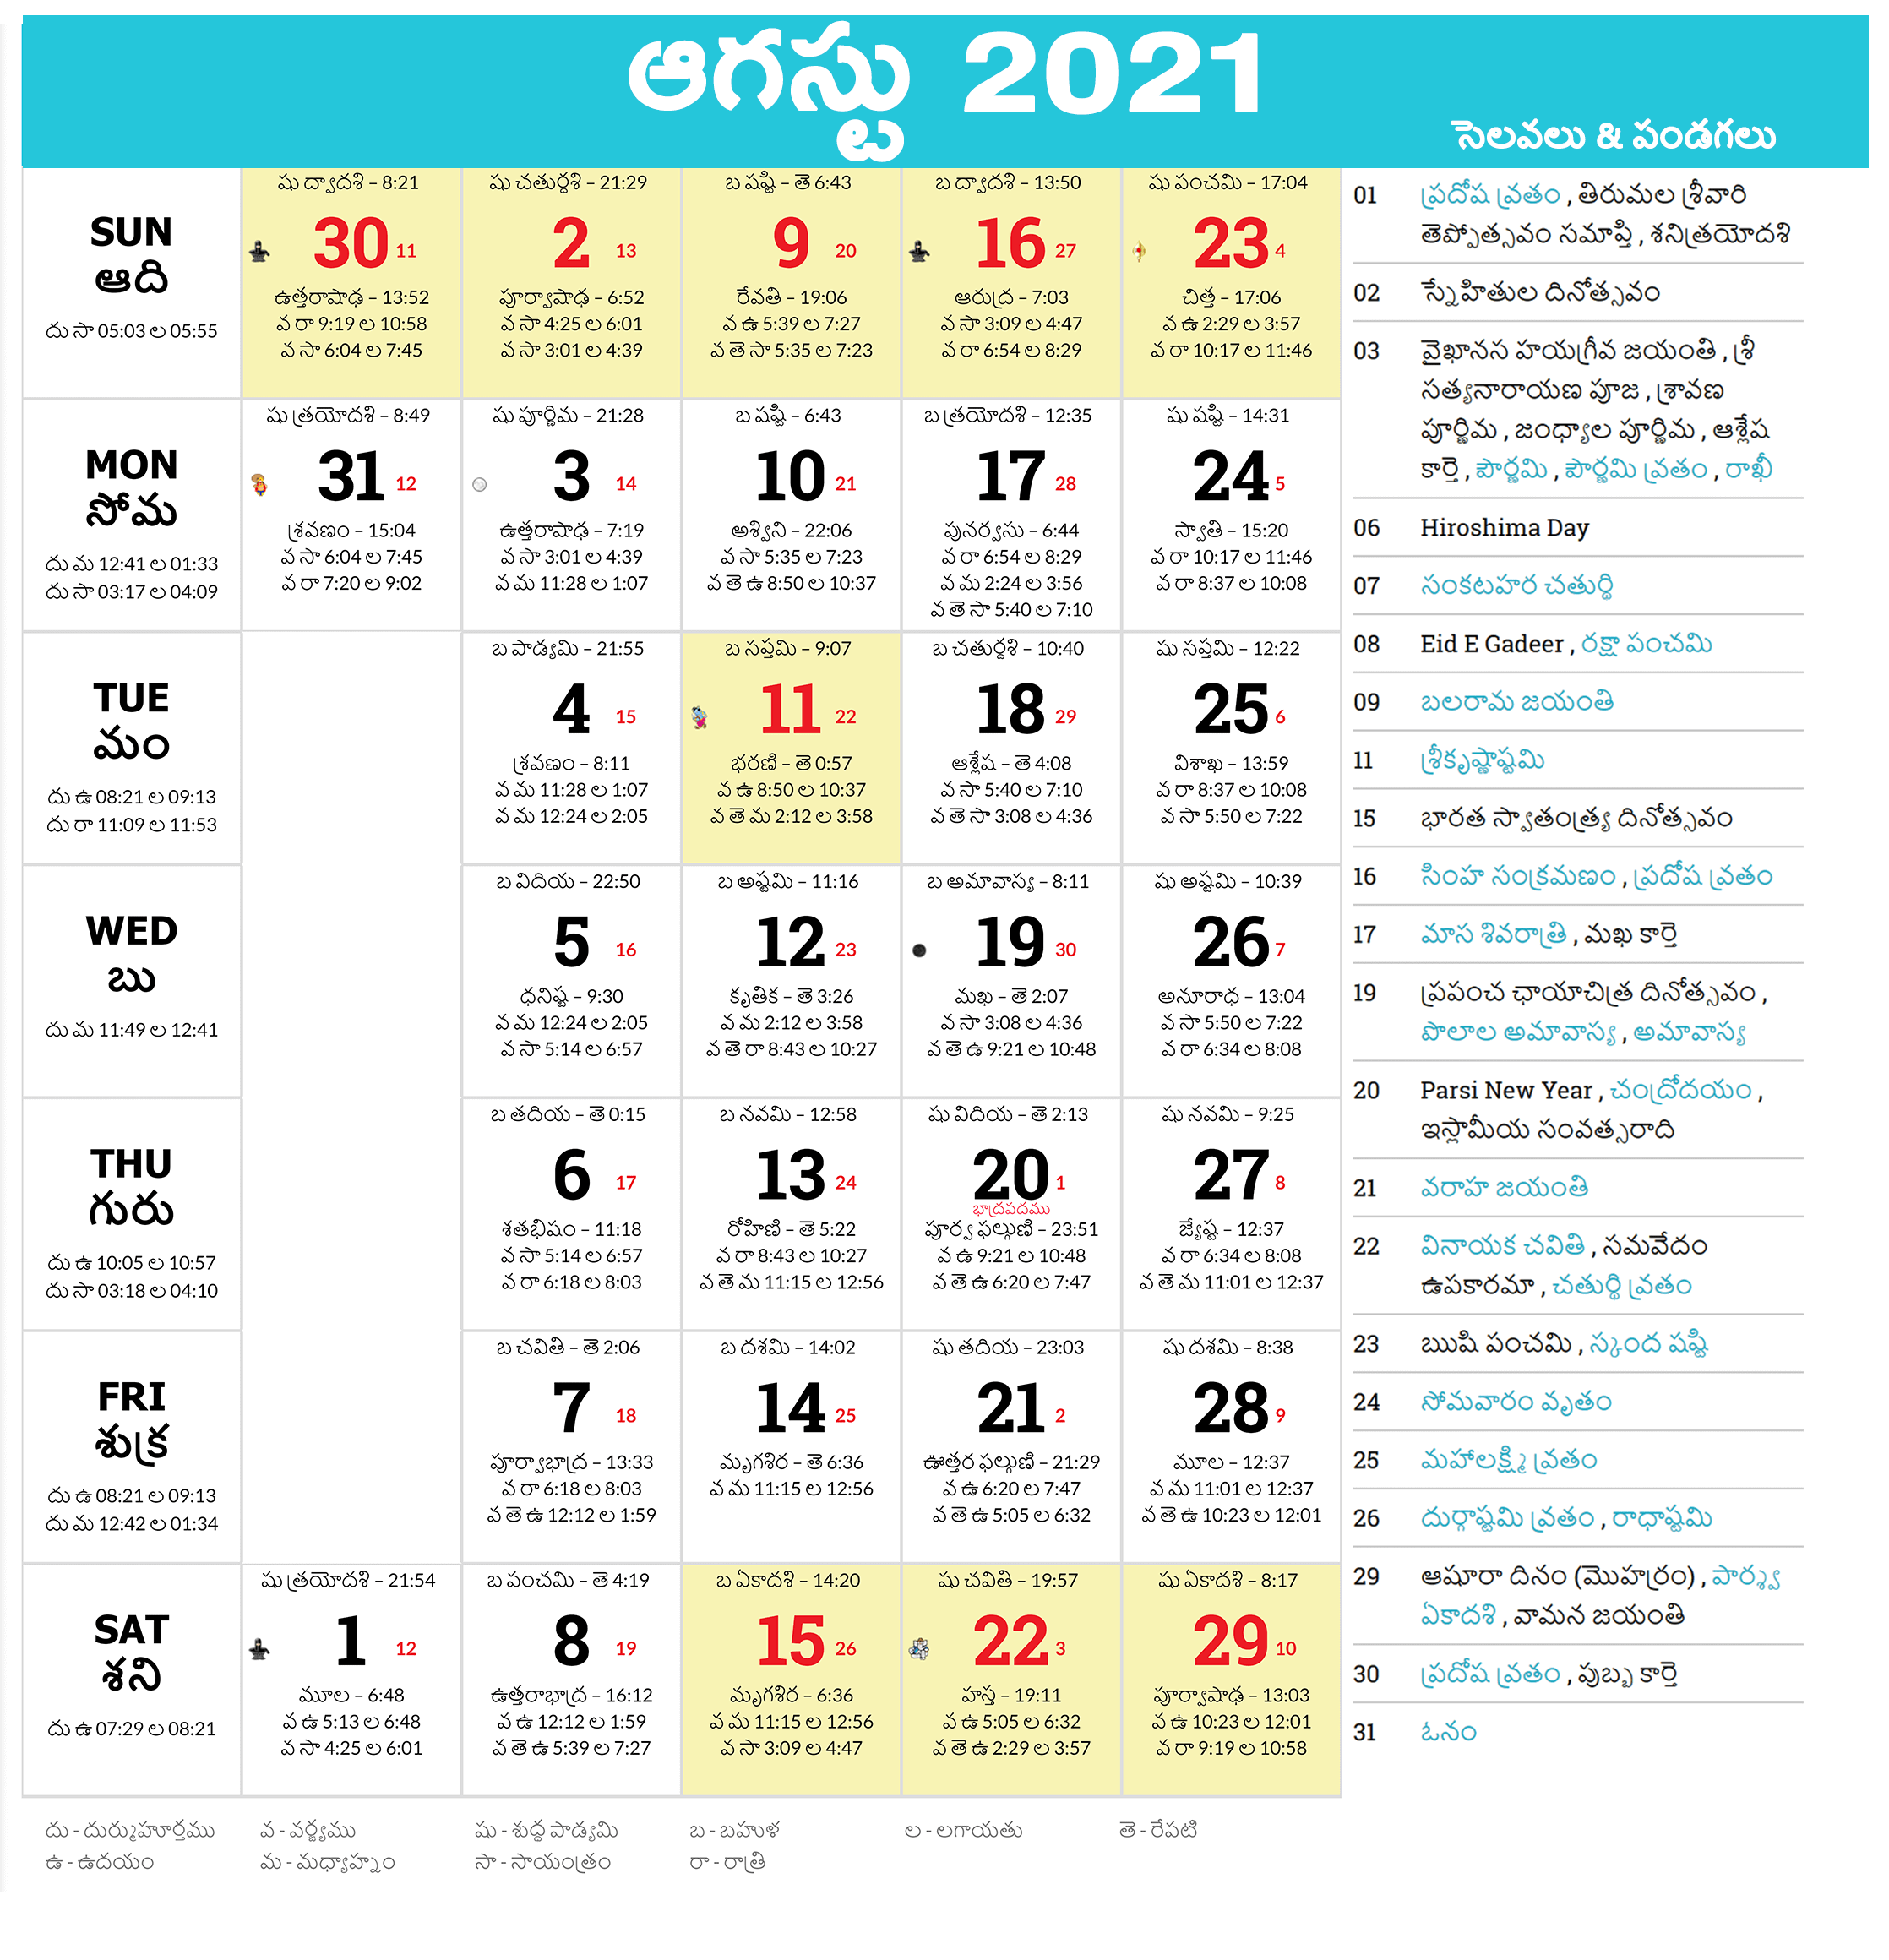 ఆగస్టు 2021
సెలవలు & పండగలు
SUN
ఆది
దు సా 05:03 ల 05:55
షు ద్వాదశి – 8:21
30 11
ఉత్తరాషాఢ – 13:52
వ రా 9:19 ల 10:58
వ సా 6:04 ల 7:45
షు చతుర్దశి – 21:29
2 13
పూర్వాషాఢ – 6:52
వ సా 4:25 ల 6:01
వ సా 3:01 ల 4:39
బ షష్టి – తె 6:43
9 20
రేవతి – 19:06
వ ఉ 5:39 ల 7:27
వ తె సా 5:35 ల 7:23
బ ద్వాదశి – 13:50
16 27
ఆరుద్ర – 7:03
వ సా 3:09 ల 4:47
వ రా 6:54 ల 8:29
షు పంచమి – 17:04
23 4
చిత్త – 17:06
వ ఉ 2:29 ల 3:57
వ రా 10:17 ల 11:46
MON
సోమ
దు మ 12:41 ల 01:33
దు సా 03:17 ల 04:09
షు త్రయోదశి – 8:49
31 12
శ్రవణం – 15:04
వ సా 6:04 ల 7:45
వ రా 7:20 ల 9:02
షు పూర్ణిమ – 21:28
3 14
ఉత్తరాషాఢ – 7:19
వ సా 3:01 ల 4:39
వ మ 11:28 ల 1:07
బ షష్టి – 6:43
10 21
అశ్విని – 22:06
వ సా 5:35 ల 7:23
వ తె ఉ 8:50 ల 10:37
బ త్రయోదశి – 12:35
17 28
పునర్వసు – 6:44
వ రా 6:54 ల 8:29
వ మ 2:24 ల 3:56
వ తె సా 5:40 ల 7:10
షు షష్టి – 14:31
24 5
స్వాతి – 15:20
వ రా 10:17 ల 11:46
వ రా 8:37 ల 10:08
TUE
మం
దు ఉ 08:21 ల 09:13
దు రా 11:09 ల 11:53
బ పాడ్యమి – 21:55
4 15
శ్రవణం – 8:11
వ మ 11:28 ల 1:07
వ మ 12:24 ల 2:05
బ సప్తమి – 9:07
11 22
భరణి – తె 0:57
వ ఉ 8:50 ల 10:37
వ తె మ 2:12 ల 3:58
బ చతుర్దశి – 10:40
18 29
ఆశ్లేష – తె 4:08
వ సా 5:40 ల 7:10
వ తె సా 3:08 ల 4:36
షు సప్తమి – 12:22
25 6
విశాఖ – 13:59
వ రా 8:37 ల 10:08
వ సా 5:50 ల 7:22
WED
బు
దు మ 11:49 ల 12:41
బ విదియ – 22:50
5 16
ధనిష్ట – 9:30
వ మ 12:24 ల 2:05
వ సా 5:14 ల 6:57
బ అష్టమి – 11:16
12 23
కృతిక – తె 3:26
వ మ 2:12 ల 3:58
వ తె రా 8:43 ల 10:27
బ అమావాస్య – 8:11
19 30
మఖ – తె 2:07
వ సా 3:08 ల 4:36
వ తె ఉ 9:21 ల 10:48
షు అష్టమి – 10:39
26 7
అనూరాధ – 13:04
వ సా 5:50 ల 7:22
వ రా 6:34 ల 8:08
THU
గురు
దు ఉ 10:05 ల 10:57
దు సా 03:18 ల 04:10
బ తదియ – తె 0:15
6 17
శతభిషం – 11:18
వ సా 5:14 ల 6:57
వ రా 6:18 ల 8:03
బ నవమి – 12:58
13 24
రోహిణి – తె 5:22
వ రా 8:43 ల 10:27
వ తె మ 11:15 ల 12:56
షు విదియ – తె 2:13
20 1
భాద్రపదము
పూర్వ ఫల్గుణి – 23:51
వ ఉ 9:21 ల 10:48
వ తె ఉ 6:20 ల 7:47
షు నవమి – 9:25
27 8
జ్యేష్ట – 12:37
వ రా 6:34 ల 8:08
వ తె మ 11:01 ల 12:37
FRI
శుక్ర
దు ఉ 08:21 ల 09:13
దు మ 12:42 ల 01:34
బ చవితి – తె 2:06
7 18
పూర్వాభాద్ర – 13:33
వ రా 6:18 ల 8:03
వ తె ఉ 12:12 ల 1:59
బ దశమి – 14:02
14 25
మృగశిర – తె 6:36
వ మ 11:15 ల 12:56
షు తదియ – 23:03
21 2
ఊత్తర ఫల్గుణి – 21:29
వ ఉ 6:20 ల 7:47
వ తె ఉ 5:05 ల 6:32
షు దశమి – 8:38
28 9
మూల – 12:37
వ మ 11:01 ల 12:37
వ తె ఉ 10:23 ల 12:01
SAT
శని
దు ఉ 07:29 ల 08:21
షు త్రయోదశి – 21:54
1 12
మూల – 6:48
వ ఉ 5:13 ల 6:48
వ సా 4:25 ల 6:01
బ పంచమి – తె 4:19
8 19
ఉత్తరాభాద్ర – 16:12
వ ఉ 12:12 ల 1:59
వ తె ఉ 5:39 ల 7:27
బ ఏకాదశి – 14:20
15 26
మృగశిర – 6:36
వ మ 11:15 ల 12:56
వ సా 3:09 ల 4:47
షు చవితి – 19:57
22 3
హస్త – 19:11
వ ఉ 5:05 ల 6:32
వ తె ఉ 2:29 ల 3:57
షు ఏకాదశి – 8:17
29 10
పూర్వాషాఢ – 13:03
వ ఉ 10:23 ల 12:01
వ రా 9:19 ల 10:58
01 ప్రదోష వ్రతం , తిరుమల శ్రీవారి
తెప్పోత్సవం సమాప్తి , శనిత్రయోదశి
02 స్నేహితుల దినోత్సవం
03 వైఖానస హయగ్రీవ జయంతి , శ్రీ
సత్యనారాయణ పూజ , శ్రావణ
పూర్ణిమ , జంధ్యాల పూర్ణిమ , ఆశ్లేష
కార్తె , పౌర్ణమి , పౌర్ణమి వ్రతం , రాఖీ
06 Hiroshima Day
07 సంకటహర చతుర్థి
08 Eid E Gadeer , రక్షా పంచమి
09 బలరామ జయంతి
11 శ్రీకృష్ణాష్టమి
15 భారత స్వాతంత్ర్య దినోత్సవం
16 సింహ సంక్రమణం , ప్రదోష వ్రతం
17 మాస శివరాత్రి , మఖ కార్తె
19 ప్రపంచ ఛాయాచిత్ర దినోత్సవం ,
పొలాల అమావాస్య , అమావాస్య
20 Parsi New Year , చంద్రోదయం ,
ఇస్లామీయ సంవత్సరాది
21 వరాహ జయంతి
22 వినాయక చవితి , సమవేదం
ఉపకారమా , చతుర్థి వ్రతం
23 ఋషి పంచమి , స్కంద షష్టి
24 సోమవారం వృతం
25 మహాలక్ష్మి వ్రతం
26 దుర్గాష్టమి వ్రతం , రాధాష్టమి
29 ఆషూరా దినం (మొహర్రం) , పార్శ్వ
ఏకాదశి , వామన జయంతి
30 ప్రదోష వ్రతం , పుబ్బ కార్తె
31 ఓనం
దు - దుర్ముహూర్తము వ - వర్జ్యము షు - శుద్ద పాడ్యమి బ - బహుళ ల - లగాయతు తె - రేపటి
ఉ - ఉదయం మ - మధ్యాహ్నం సా - సాయంత్రం రా - రాత్రి